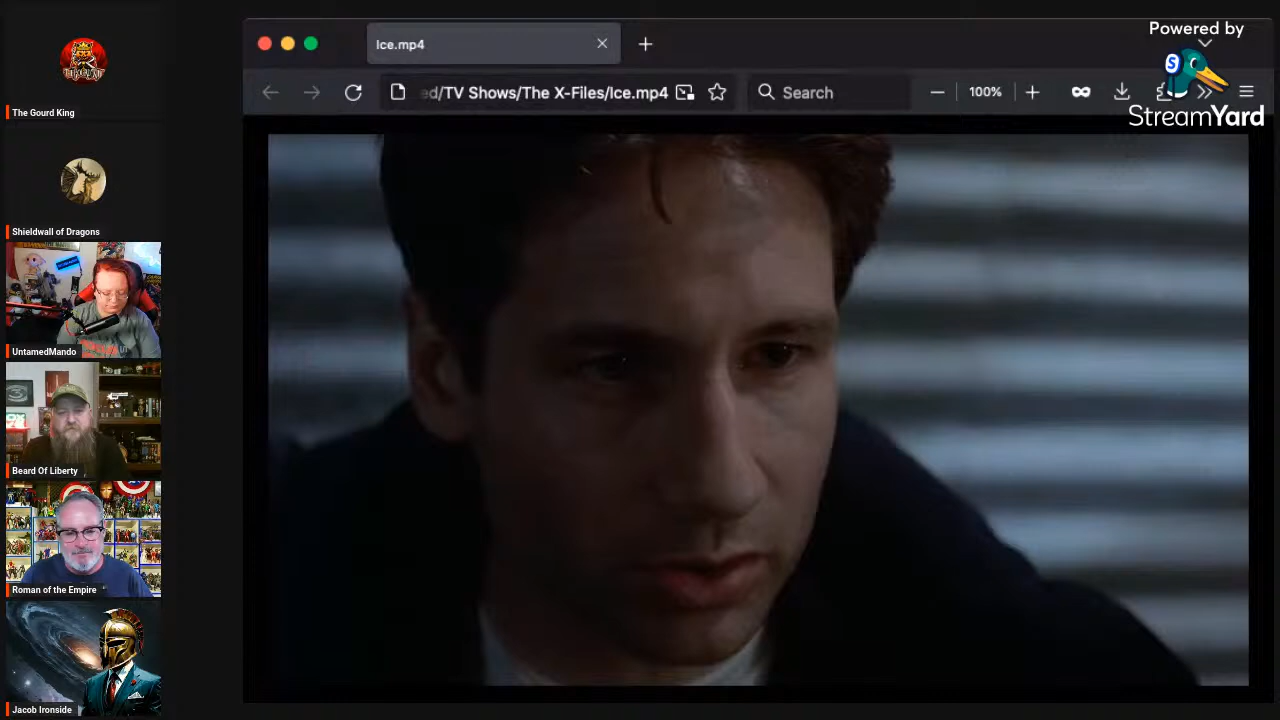 Ice.mp4
ed/TV Shows/The X-Files/Ice.mp4
Search
100%
Powered by
S
StreamYard
The Gourd King
Shieldwall of Dragons
UntamedMando
Beard Of Liberty
Roman of the Empire
Jacob Ironside